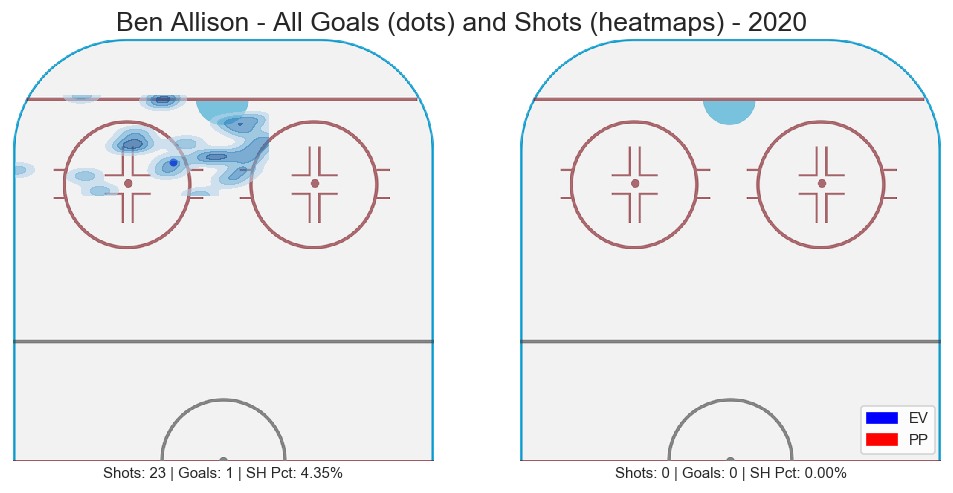 Ben Allison - All Goals (dots) and Shots (heatmaps) - 2020
EV
PP
Shots: 23 | Goals: 1 | SH Pct: 4.35%
Shots: 0 | Goals: 0 | SH Pct: 0.00%